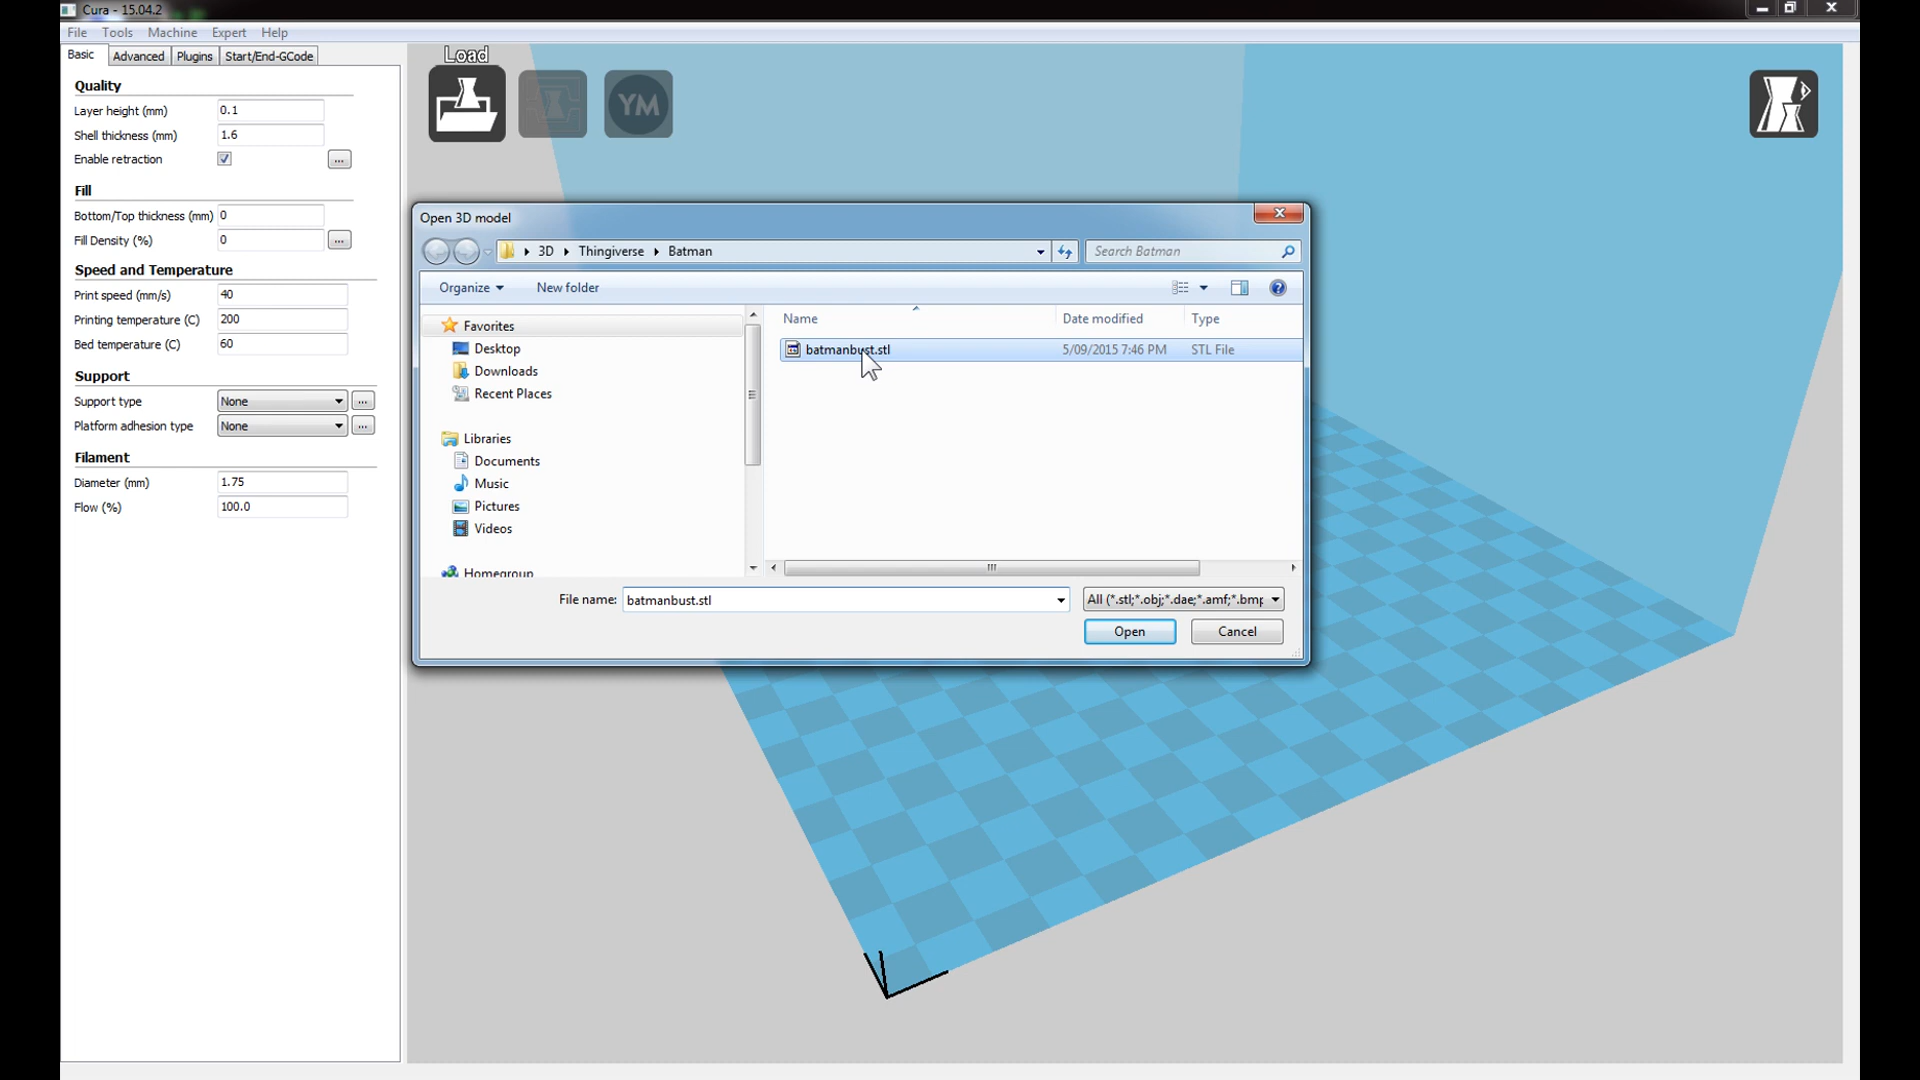 Cura - 15.04.2
File Tools Machine Expert Help
Basic Advanced Plugins Start/End-GCode
Quality
Layer height (mm) 0.1
Shell thickness (mm) 1.6
Enable retraction ...
Fill
Bottom/Top thickness (mm) 0
Fill Density (%) 0 ...
Speed and Temperature
Print speed (mm/s) 40
Printing temperature (C) 200
Bed temperature (C) 60
Support
Support type None ...
Platform adhesion type None ...
Filament
Diameter (mm) 1.75
Flow (%) 100.0
Load
YM
Open 3D model
3D Thingiverse Batman Search Batman
Organize New folder
Favorites
Desktop
Downloads
Recent Places
Libraries
Documents
Music
Pictures
Videos
Homegroup
Name Date modified Type
batmanbust.stl 5/09/2015 7:46 PM STL File
File name: batmanbust.stl All (*.stl;*.obj;*.dae;*.amf;*.bmp
Open Cancel